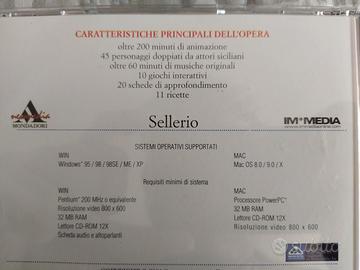 CARATTERISTICHE PRINCIPALI DELL'OPERA
oltre 200 minuti di animazione
45 personaggi doppiati da attori siciliani
oltre 60 minuti di musiche originali
10 giochi interattivi
20 schede di approfondimento
11 ricette
MONDADORI
Sellerio
IM*MEDIA
SISTEMI OPERATIVI SUPPORTATI
WIN
Windows® 95 / 98 / 98SE / ME / XP
MAC
Mac OS 8.0 / 9.0 / X
Requisiti minimi di sistema
WIN
Pentium® 200 MHz o equivalente
Risoluzione video 800 x 600
32 MB RAM
Lettore CD-ROM 12X
Scheda audio e altoparlanti
MAC
Processore PowerPC®
32 MB RAM
Lettore CD-ROM 12X
Risoluzione video 800 x 600
subito